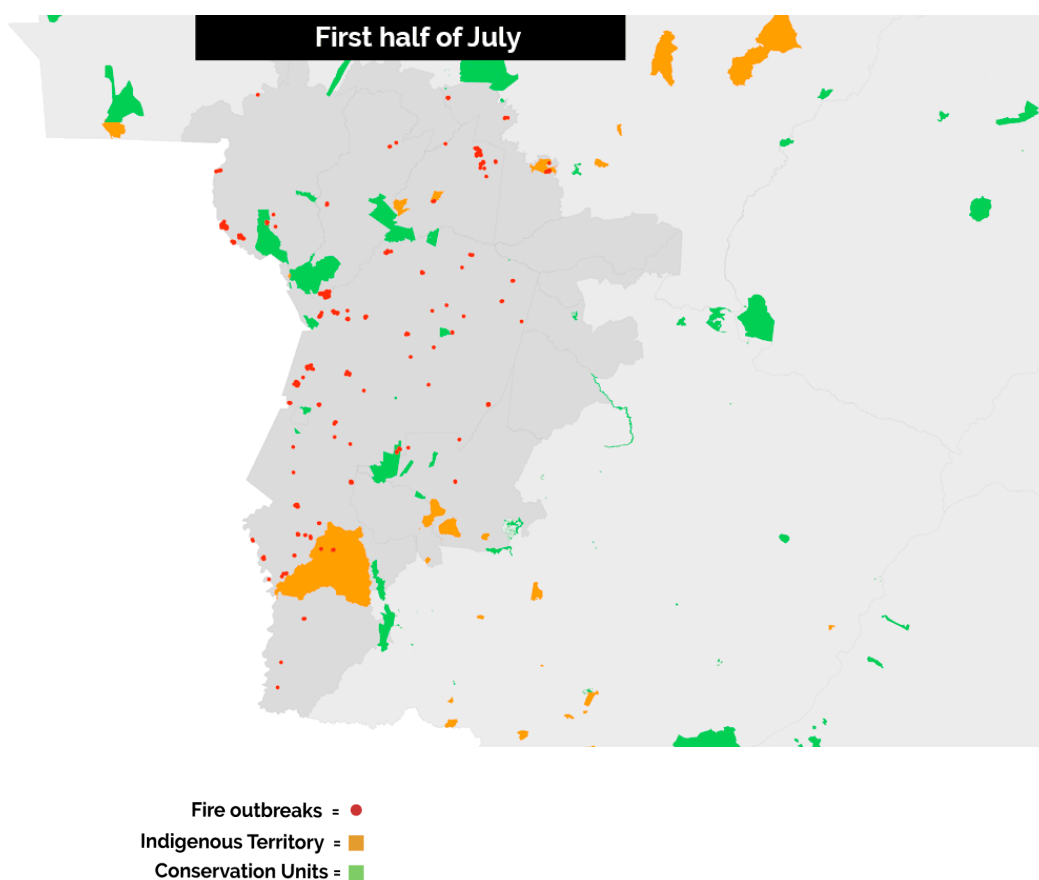 First half of July
Fire outbreaks =
Indigenous Territory =
Conservation Units =